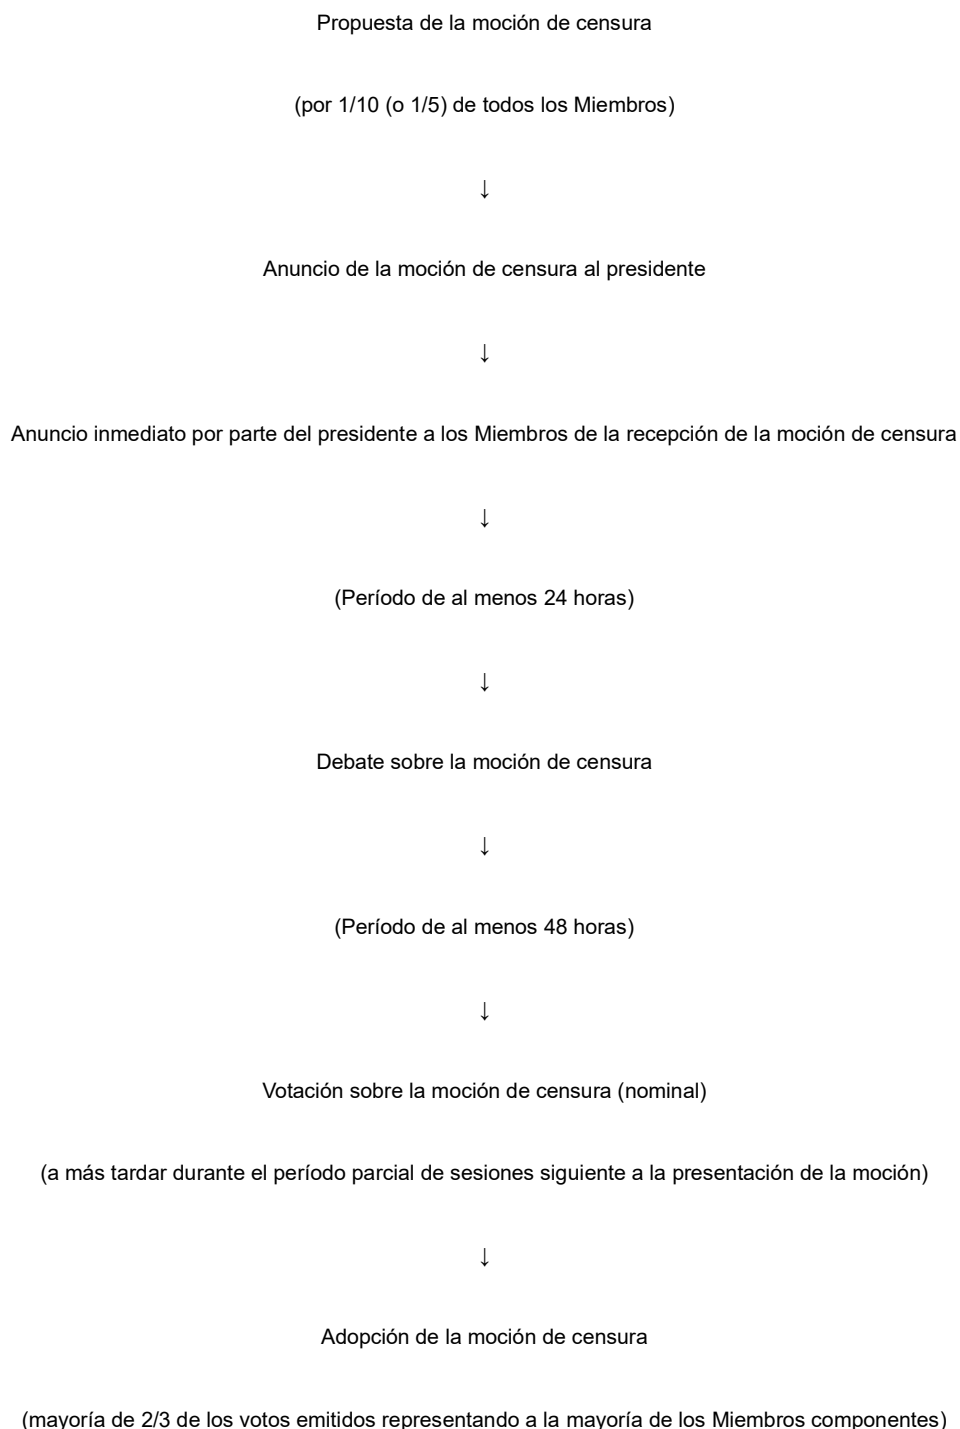 Propuesta de la moción de censura
(por 1/10 (o 1/5) de todos los Miembros)
↓
Anuncio de la moción de censura al presidente
↓
Anuncio inmediato por parte del presidente a los Miembros de la recepción de la moción de censura
↓
(Período de al menos 24 horas)
↓
Debate sobre la moción de censura
↓
(Período de al menos 48 horas)
↓
Votación sobre la moción de censura (nominal)
(a más tardar durante el período parcial de sesiones siguiente a la presentación de la moción)
↓
Adopción de la moción de censura
(mayoría de 2/3 de los votos emitidos representando a la mayoría de los Miembros componentes)